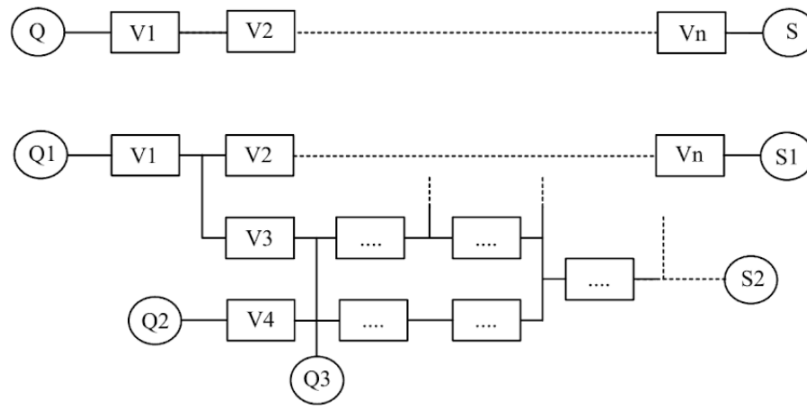 Q V1 V2 Vn S
Q1 V1 V2 Vn S1
V3 .... ....
.... S2
Q2 V4 .... ....
Q3